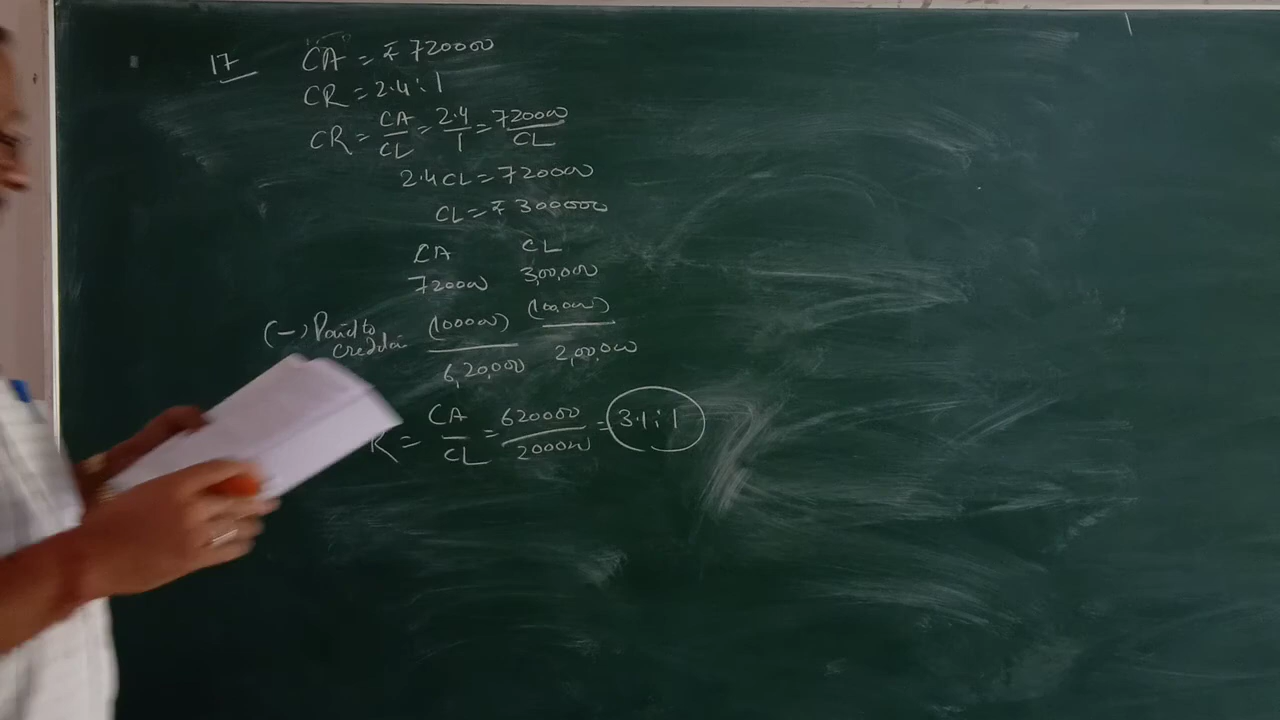 17 CA = ₹ 720000
CR = 2.4:1
CR = CA/CL = 2.4/1 = 720000/CL
2.4 CL = 720000
CL = ₹ 300000
CA CL
720000 3,00,000
(-) Paid to (100000) (100,000)
6,20,000 2,00,000
R = CA/CL = 620000/200000 = 3.1:1